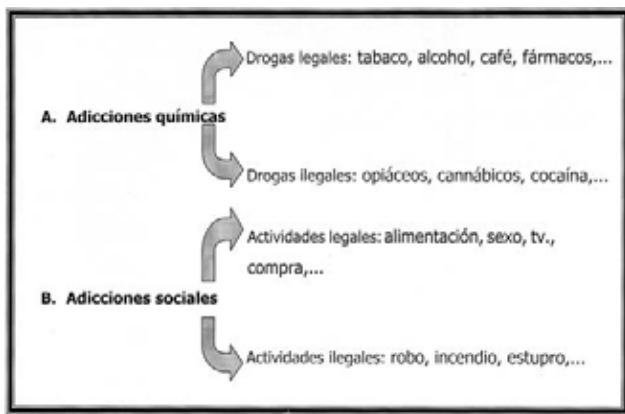 Drogas legales: tabaco, alcohol, café, fármacos,...
A. Adicciones químicas
Drogas ilegales: opiáceos, cannábicos, cocaína,...
Actividades legales: alimentación, sexo, tv.,
compra,...
B. Adicciones sociales
Actividades ilegales: robo, incendio, estupro,...